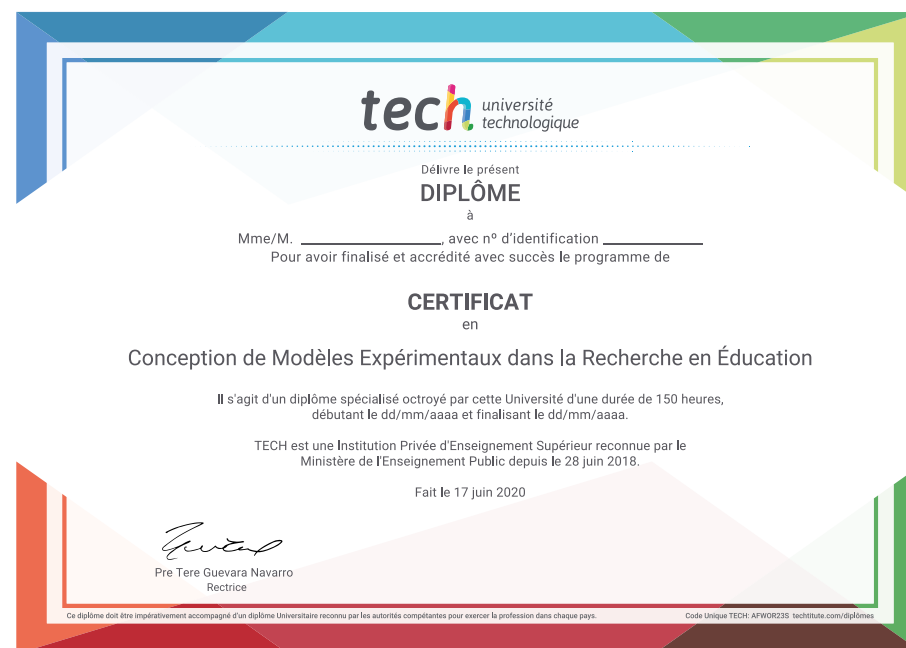 tech université
technologique
Délivre le présent
DIPLÔME
à
Mme/M. ____________________, avec nº d'identification ______________
Pour avoir finalisé et accrédité avec succès le programme de
CERTIFICAT
en
Conception de Modèles Expérimentaux dans la Recherche en Éducation
Il s'agit d'un diplôme spécialisé octroyé par cette Université d'une durée de 150 heures,
débutant le dd/mm/aaaa et finalisant le dd/mm/aaaa.
TECH est une Institution Privée d'Enseignement Supérieur reconnue par le
Ministère de l'Enseignement Public depuis le 28 juin 2018.
Fait le 17 juin 2020
Pre Tere Guevara Navarro
Rectrice
Ce diplôme doit être impérativement accompagné d'un diplôme Universitaire reconnu par les autorités compétantes pour exercer la profession dans chaque pays. Code Unique TECH: AFWOR23S techtitute.com/diplômes